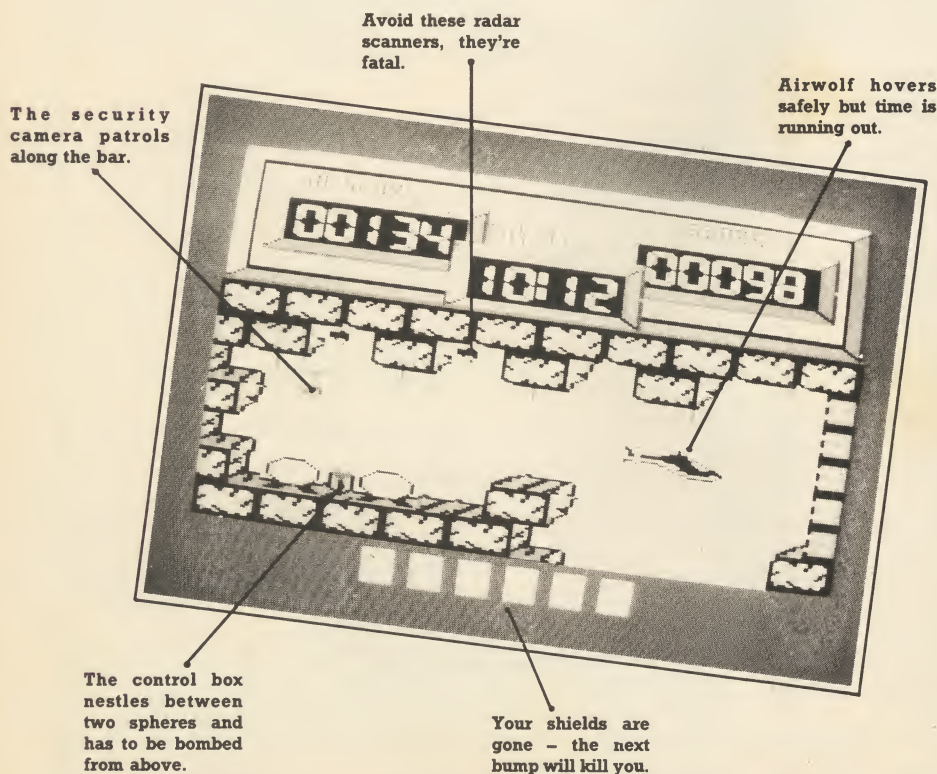 Avoid these radar
scanners, they're
fatal.
Airwolf hovers
safely but time is
running out.
The security
camera patrols
along the bar.
00134
10:12
00098
The control box
nestles between
two spheres and
has to be bombed
from above.
Your shields are
gone – the next
bump will kill you.